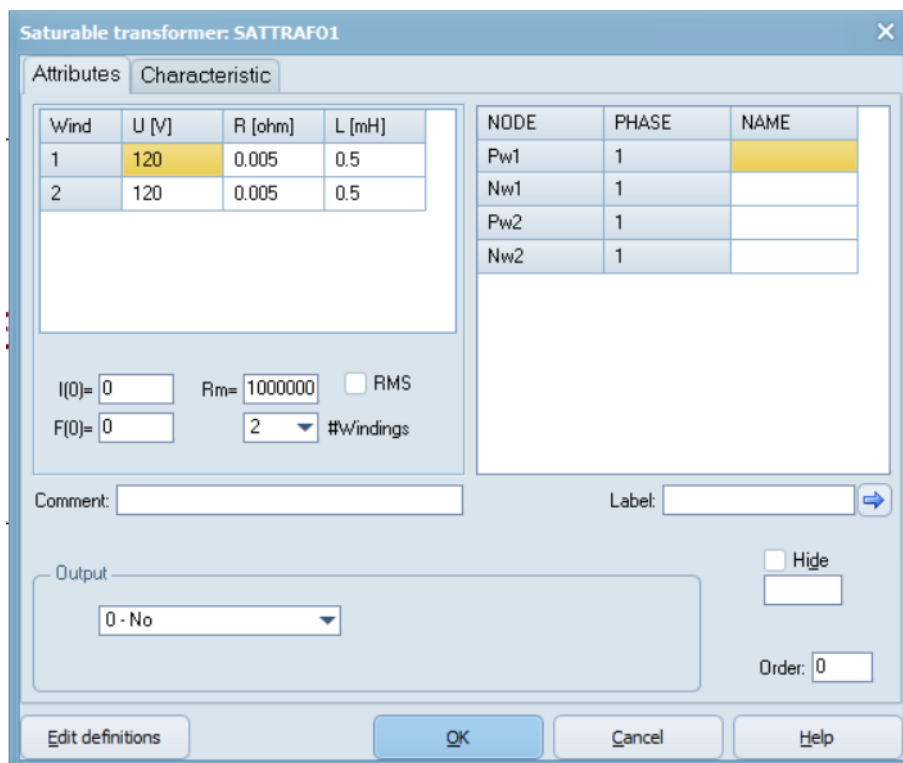 Saturable transformer: SATTRAFO1
Attributes Characteristic
Wind U [V] R [ohm] L [mH]
1 120 0.005 0.5
2 120 0.005 0.5
NODE PHASE NAME
Pw1 1
Nw1 1
Pw2 1
Nw2 1
I(0)= 0 Rm= 1000000 RMS
F(0)= 0 2 #Windings
Comment: Label:
Output
0 - No
Hide
Order: 0
Edit definitions OK Cancel Help